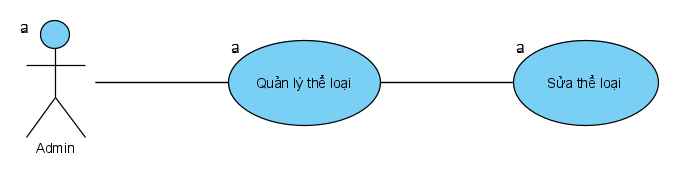 a
a
a
Quản lý thể loại
Sửa thể loại
Admin